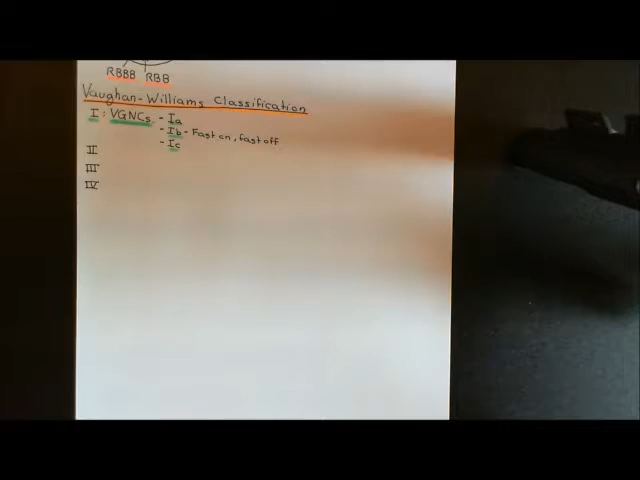 RBBB RBB
Vaughan-Williams Classification
I: VGNCs - Ia
- Ib - Fast on, fast off
- Ic
II
III
IV